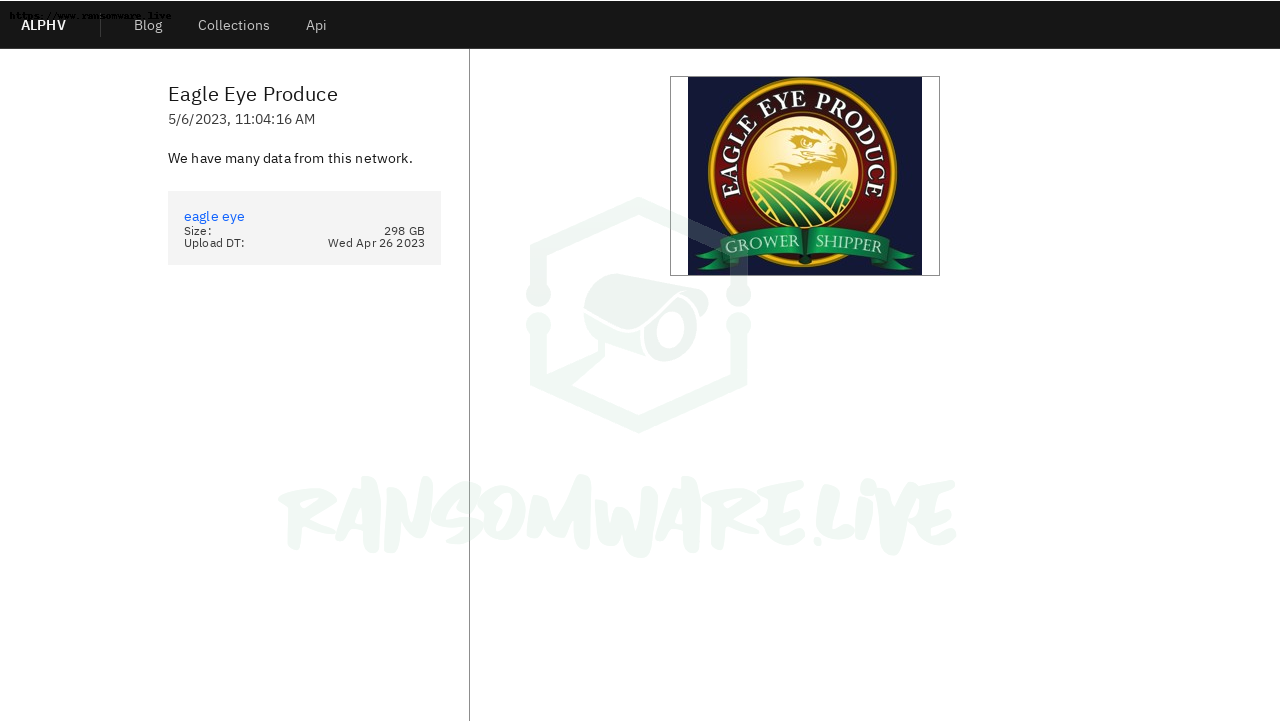 https://www.ransomware.live
ALPHV
Blog
Collections
Api
Eagle Eye Produce
5/6/2023, 11:04:16 AM
We have many data from this network.
eagle eye
Size: 298 GB
Upload DT: Wed Apr 26 2023
EAGLE EYE PRODUCE
GROWER SHIPPER
RANSOMWARE.LIVE